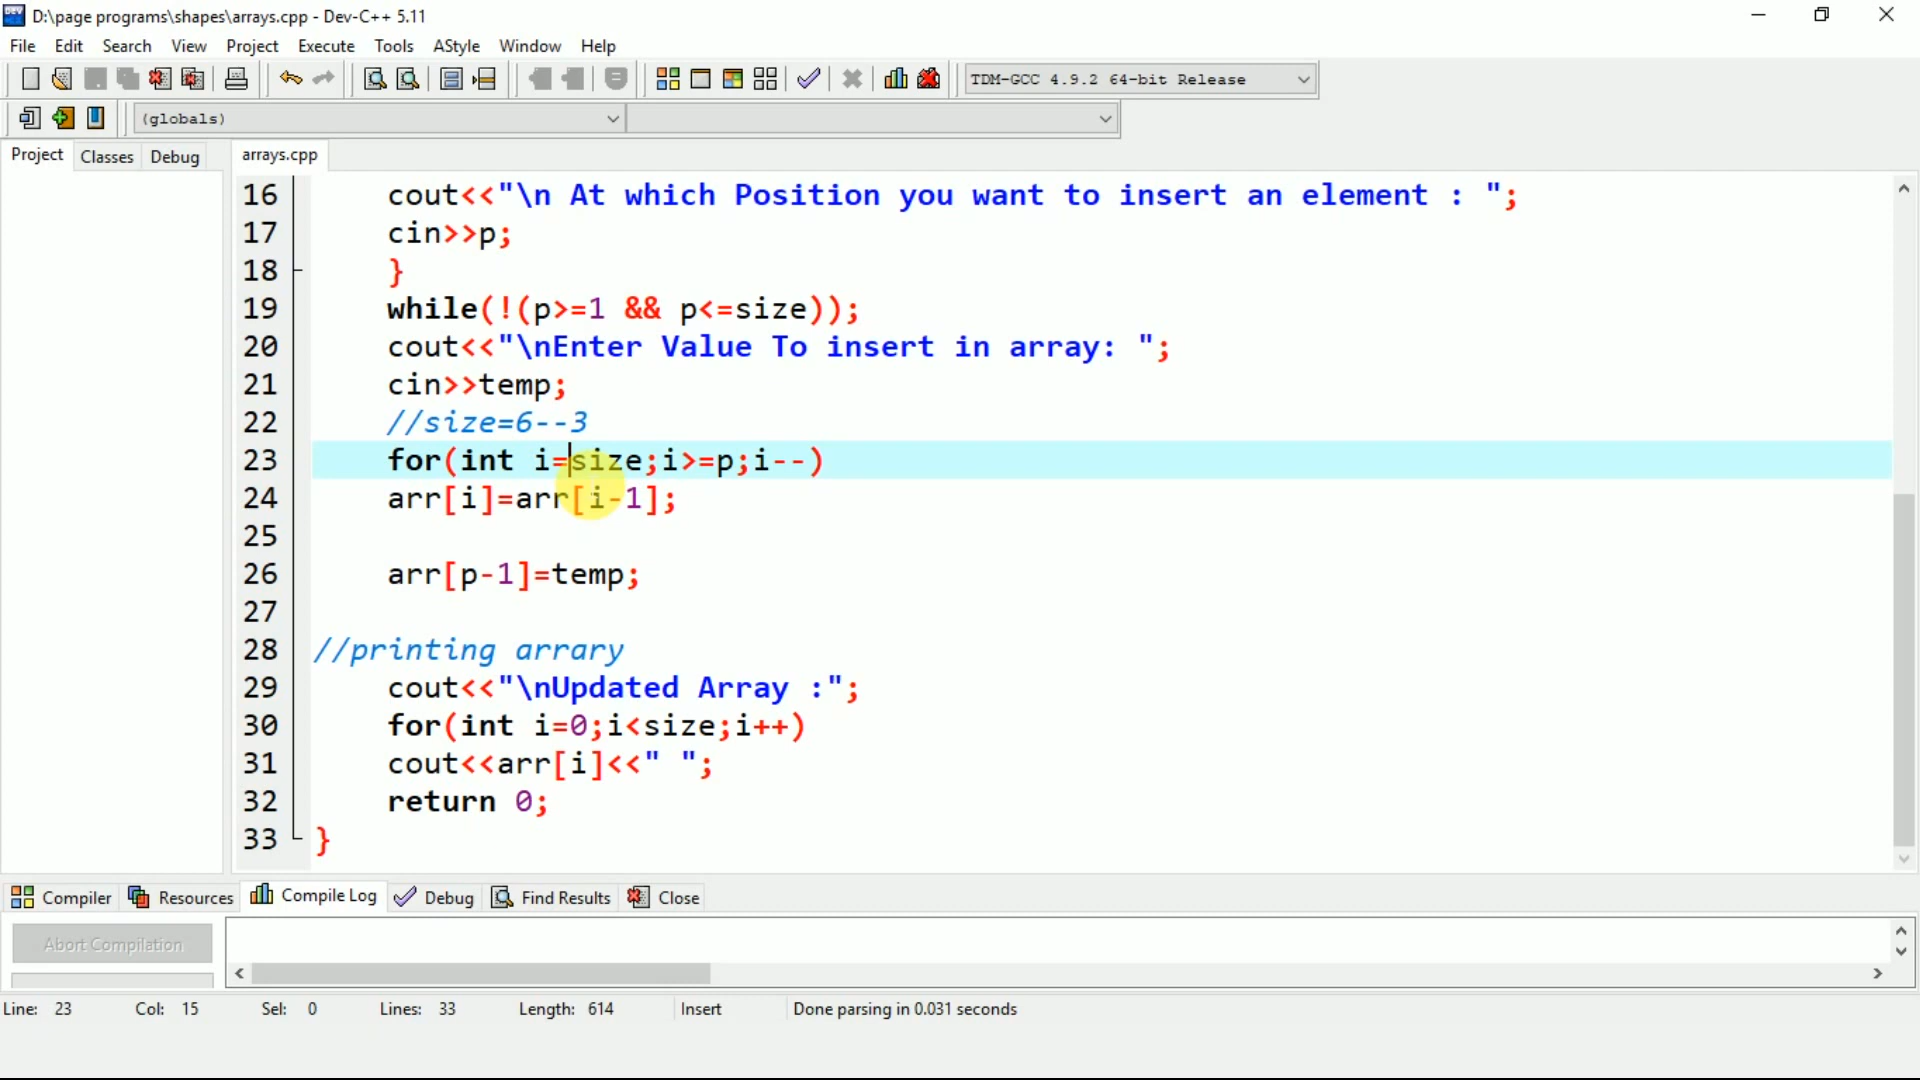 D:\page programs\shapes\arrays.cpp - Dev-C++ 5.11
File Edit Search View Project Execute Tools AStyle Window Help
TDM-GCC 4.9.2 64-bit Release
(globals)
Project Classes Debug
arrays.cpp
16 cout<<"\n At which Position you want to insert an element : ";
17 cin>>p;
18 }
19 while(!(p>=1 && p<=size));
20 cout<<"\nEnter Value To insert in array: ";
21 cin>>temp;
22 //size=6--3
23 for(int i=size;i>=p;i--)
24 arr[i]=arr[i-1];
25
26 arr[p-1]=temp;
27
28 //printing arrary
29 cout<<"\nUpdated Array :";
30 for(int i=0;i<size;i++)
31 cout<<arr[i]<<" ";
32 return 0;
33 }
Compiler Resources Compile Log Debug Find Results Close
Abort Compilation
Line: 23 Col: 15 Sel: 0 Lines: 33 Length: 614 Insert Done parsing in 0.031 seconds